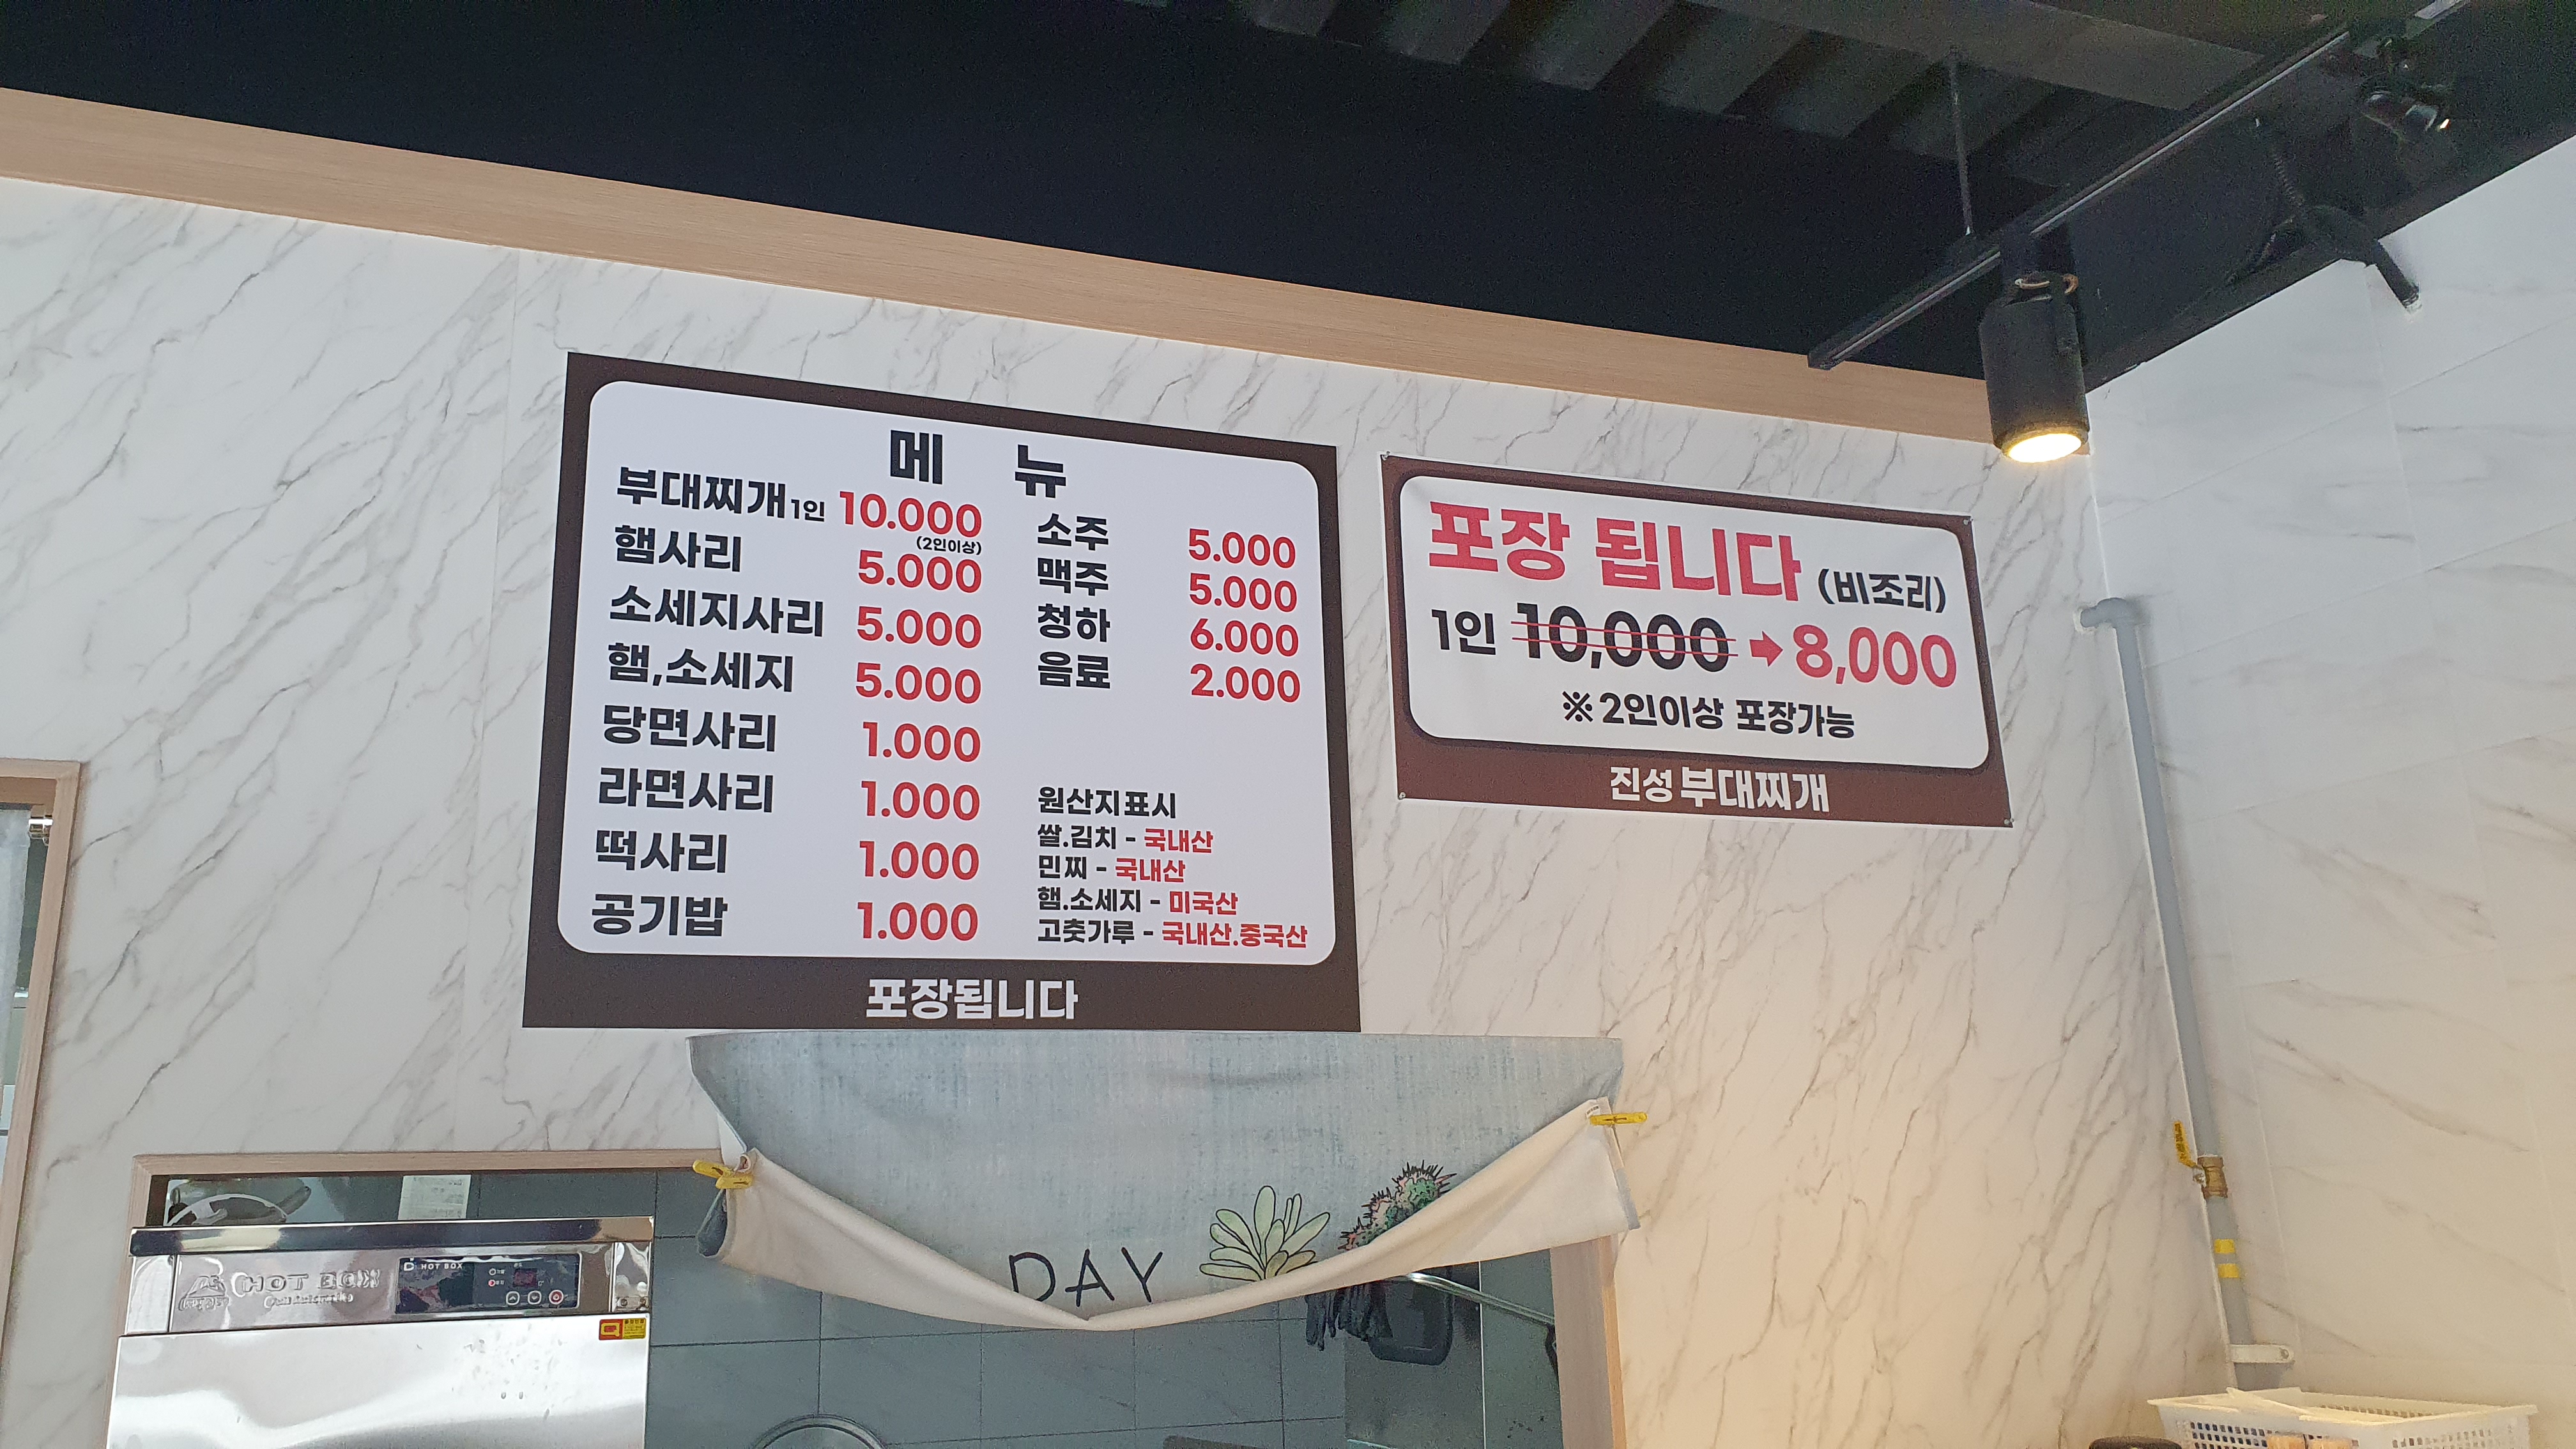 메 뉴
부대찌개 1인 10.000
(2인이상)
햄사리 5.000
소세지사리 5.000
햄,소세지 5.000
당면사리 1.000
라면사리 1.000
떡사리 1.000
공기밥 1.000
소주 5.000
맥주 5.000
청하 6.000
음료 2.000
원산지표시
쌀.김치 - 국내산
민찌 - 국내산
햄.소세지 - 미국산
고춧가루 - 국내산.중국산
포장됩니다
포장 됩니다 (비조리)
1인 10,000 ➡ 8,000
※2인이상 포장가능
진성 부대찌개
DAY
HOT BOX
HOT BOX